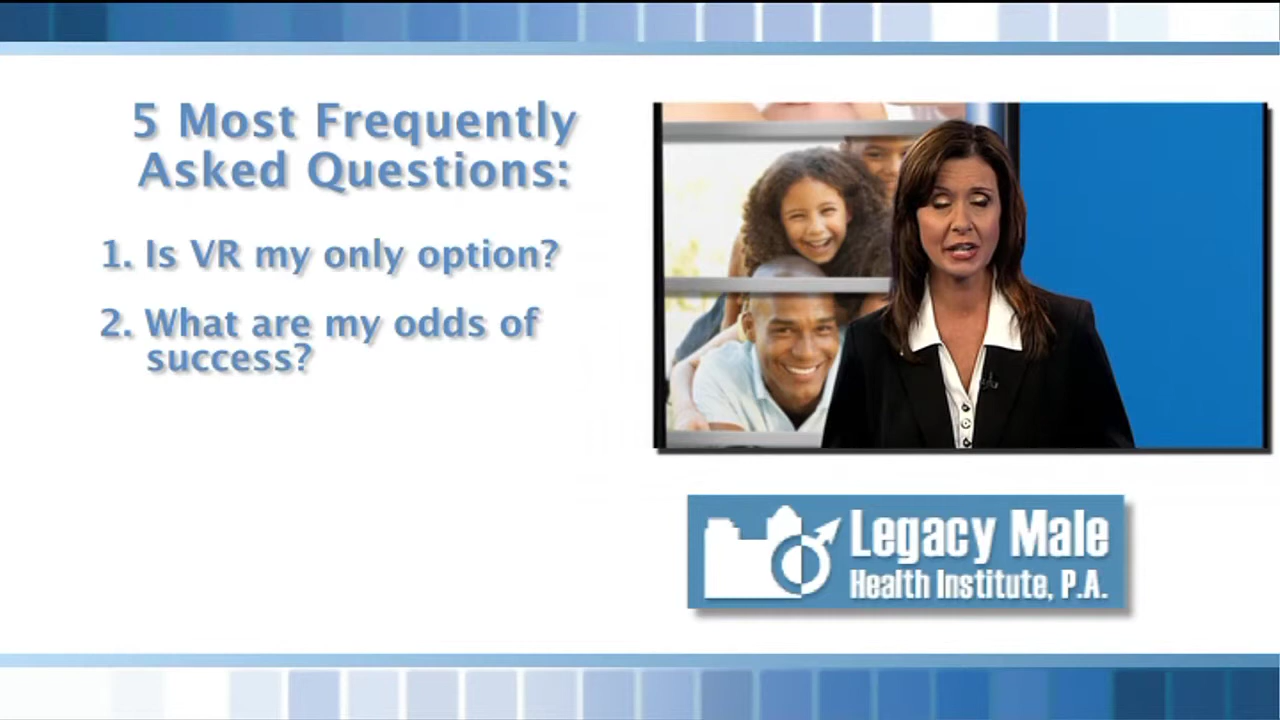 5 Most Frequently
Asked Questions:
1. Is VR my only option?
2. What are my odds of
success?
Legacy Male
Health Institute, P.A.